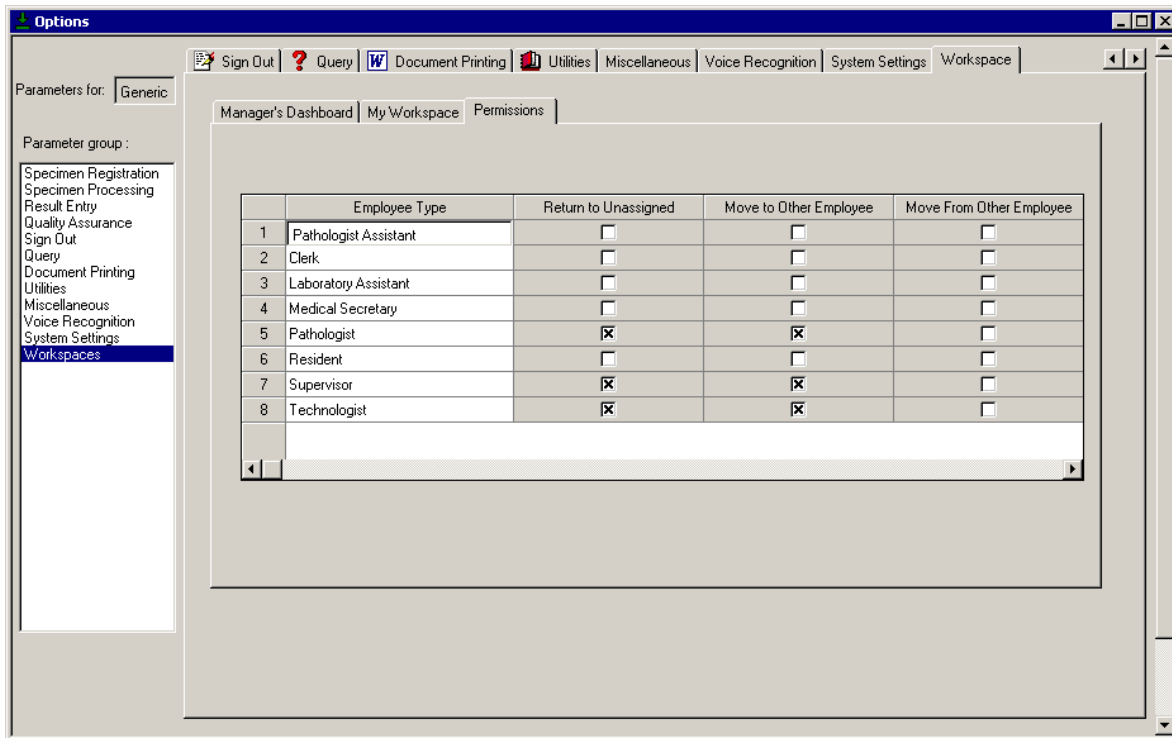 Options
Sign Out Query Document Printing Utilities Miscellaneous Voice Recognition System Settings Workspace
Parameters for: Generic
Manager's Dashboard My Workspace Permissions
Parameter group :
Specimen Registration
Specimen Processing
Result Entry
Quality Assurance
Sign Out
Query
Document Printing
Utilities
Miscellaneous
Voice Recognition
System Settings
Workspaces
Employee Type Return to Unassigned Move to Other Employee Move From Other Employee
1 Pathologist Assistant
2 Clerk
3 Laboratory Assistant
4 Medical Secretary
5 Pathologist
6 Resident
7 Supervisor
8 Technologist